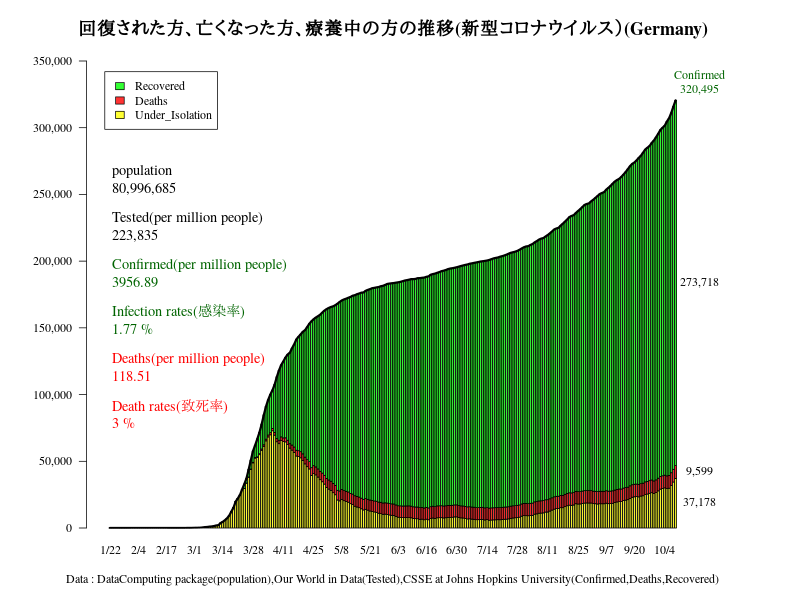 回復された方、亡くなった方、療養中の方の推移(新型コロナウイルス）(Germany)
350,000
300,000
250,000
200,000
150,000
100,000
50,000
0
Recovered
Deaths
Under_Isolation
population
80,996,685
Tested(per million people)
223,835
Confirmed(per million people)
3956.89
Infection rates(感染率)
1.77 %
Deaths(per million people)
118.51
Death rates(致死率)
3 %
Confirmed
320,495
273,718
9,599
37,178
1/22 2/4 2/17 3/1 3/14 3/28 4/11 4/25 5/8 5/21 6/3 6/16 6/30 7/14 7/28 8/11 8/25 9/7 9/20 10/4
Data : DataComputing package(population),Our World in Data(Tested),CSSE at Johns Hopkins University(Confirmed,Deaths,Recovered)